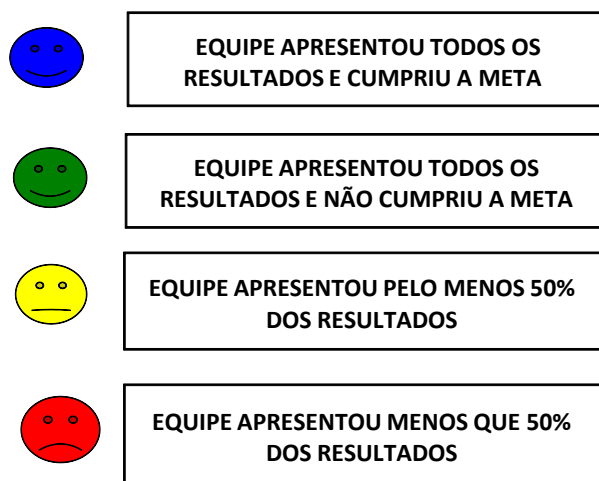 EQUIPE APRESENTOU TODOS OS
RESULTADOS E CUMPRIU A META
EQUIPE APRESENTOU TODOS OS
RESULTADOS E NÃO CUMPRIU A META
EQUIPE APRESENTOU PELO MENOS 50%
DOS RESULTADOS
EQUIPE APRESENTOU MENOS QUE 50%
DOS RESULTADOS